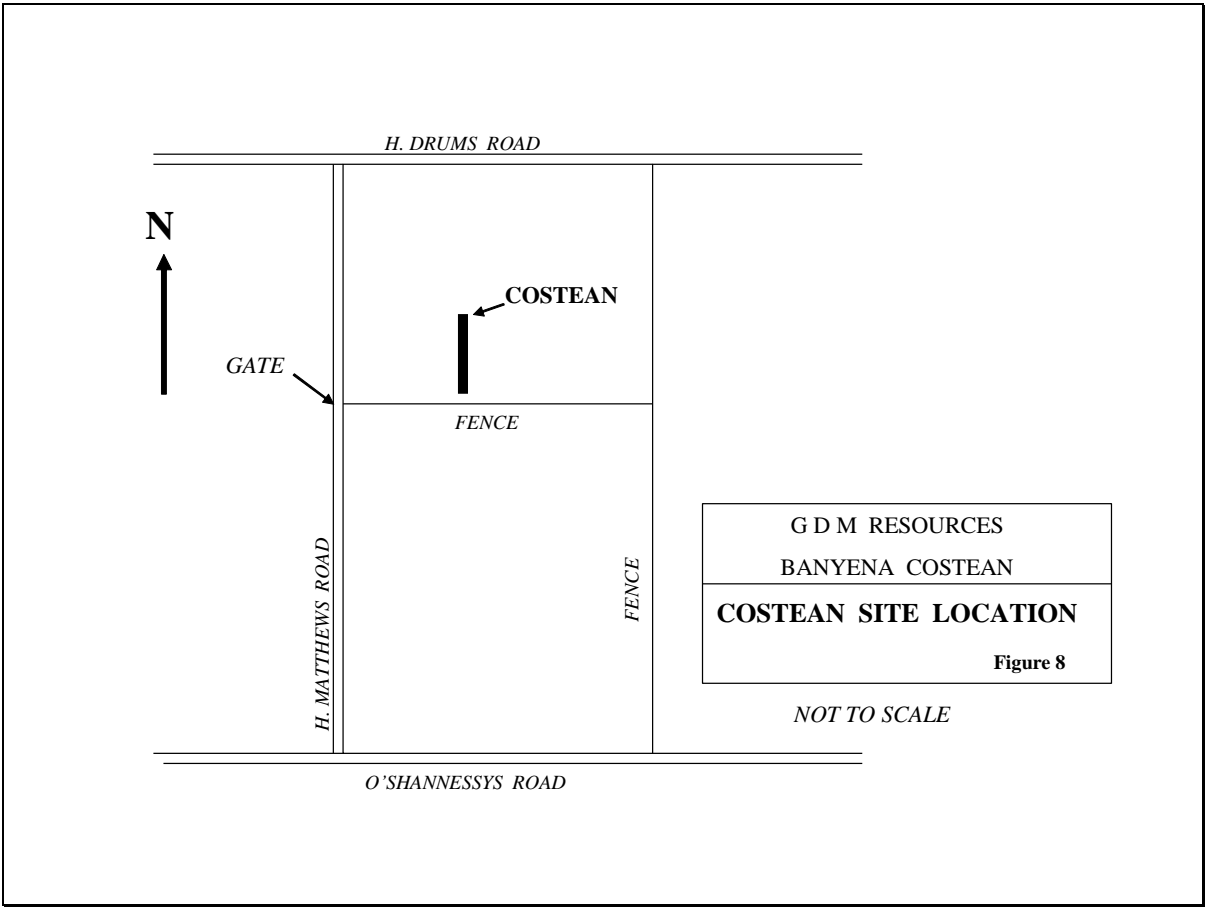 H. DRUMS ROAD
N
COSTEAN
GATE
FENCE
H. MATTHEWS ROAD
FENCE
G D M RESOURCES
BANYENA COSTEAN
COSTEAN SITE LOCATION
Figure 8
NOT TO SCALE
O'SHANNESSYS ROAD